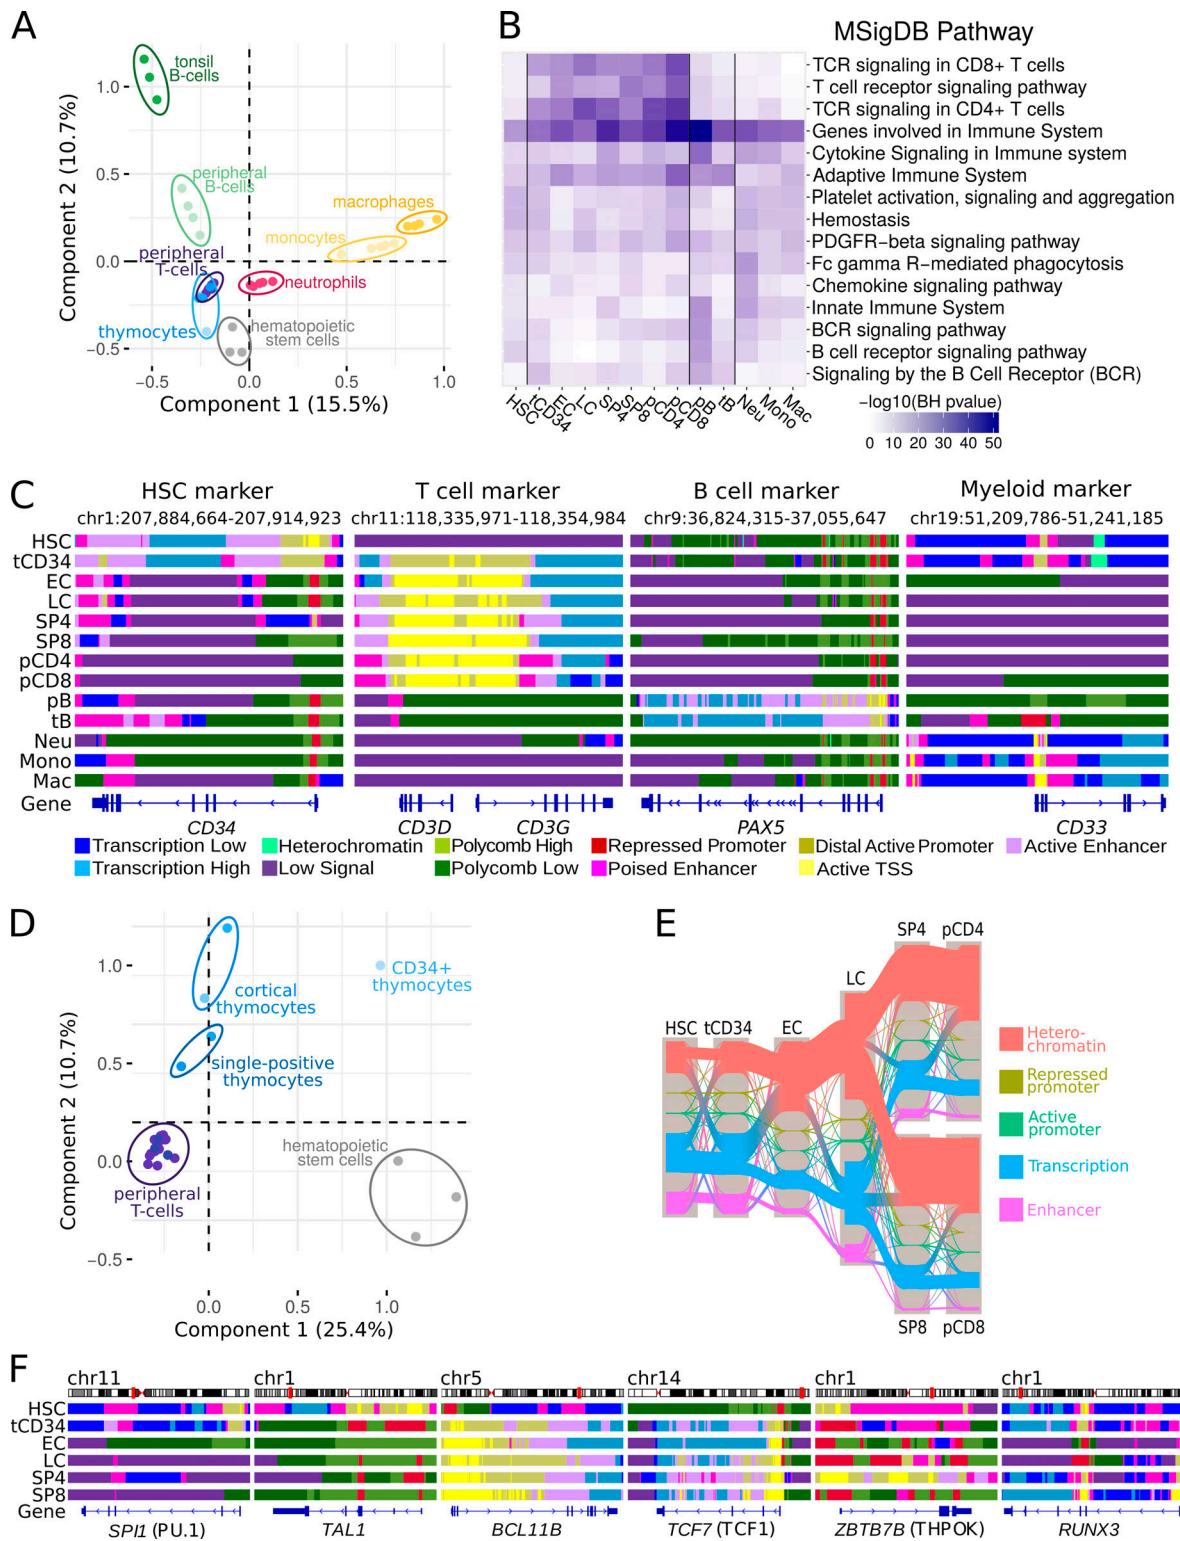 A
Component 2 (10.7%)
1.0
0.5
0.0
−0.5
tonsil
B-cells
peripheral
B-cells
macrophages
monocytes
peripheral
T-cells
neutrophils
thymocytes
hematopoietic
stem cells
−0.5
0.0
0.5
1.0
Component 1 (15.5%)
B
MSigDB Pathway
TCR signaling in CD8+ T cells
T cell receptor signaling pathway
TCR signaling in CD4+ T cells
Genes involved in Immune System
Cytokine Signaling in Immune system
Adaptive Immune System
Platelet activation, signaling and aggregation
Hemostasis
PDGFR−beta signaling pathway
Fc gamma R−mediated phagocytosis
Chemokine signaling pathway
Innate Immune System
BCR signaling pathway
B cell receptor signaling pathway
Signaling by the B Cell Receptor (BCR)
HSC
tCD34
EC
LC
SP4
SP8
pCD4
pCD8
pB
tB
Neu
Mono
Mac
−log10(BH pvalue)
0 10 20 30 40 50
C
HSC marker
T cell marker
B cell marker
Myeloid marker
chr1:207,884,664-207,914,923
chr11:118,335,971-118,354,984
chr9:36,824,315-37,055,647
chr19:51,209,786-51,241,185
HSC
tCD34
EC
LC
SP4
SP8
pCD4
pCD8
pB
tB
Neu
Mono
Mac
Gene
CD34
CD3D
CD3G
PAX5
CD33
Transcription Low
Heterochromatin
Polycomb High
Repressed Promoter
Distal Active Promoter
Active Enhancer
Transcription High
Low Signal
Polycomb Low
Poised Enhancer
Active TSS
D
Component 2 (10.7%)
1.0
0.5
0.0
−0.5
CD34+
thymocytes
cortical
thymocytes
single-positive
thymocytes
hematopoietic
stem cells
peripheral
T-cells
0.0
0.5
1.0
Component 1 (25.4%)
E
HSC
tCD34
EC
LC
SP4
pCD4
SP8
pCD8
Hetero-
chromatin
Repressed
promoter
Active
promoter
Transcription
Enhancer
F
chr11
chr1
chr5
chr14
chr1
chr1
HSC
tCD34
EC
LC
SP4
SP8
Gene
SPI1 (PU.1)
TAL1
BCL11B
TCF7 (TCF1)
ZBTB7B (THPOK)
RUNX3